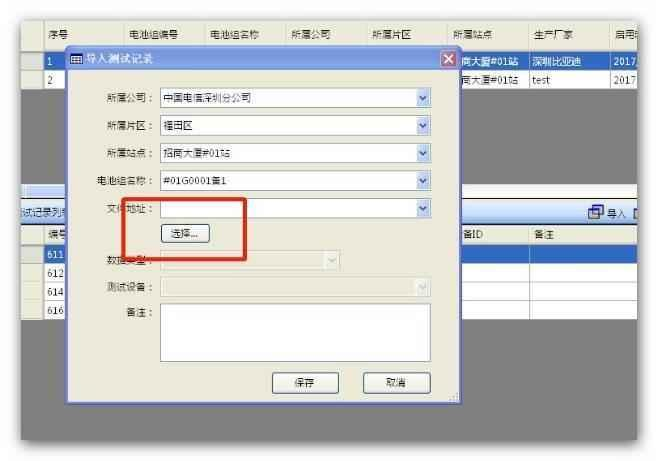 序号 电池组编号 电池组名称 所属公司 所属片区 所属站点 生产厂家
1 商大厦#01站 深圳比亚迪 2017
2 商大厦#01站 test 2017
导入测试记录
所属公司： 中国电信深圳分公司
所属片区： 福田区
所属站点： 招商大厦#01站
电池组名称： #01G0001备1
文件地址：
选择...
数据类型：
测试设备：
备注：
保存 取消
试记录列 导入
编号 备ID 备注
611
612
614
616